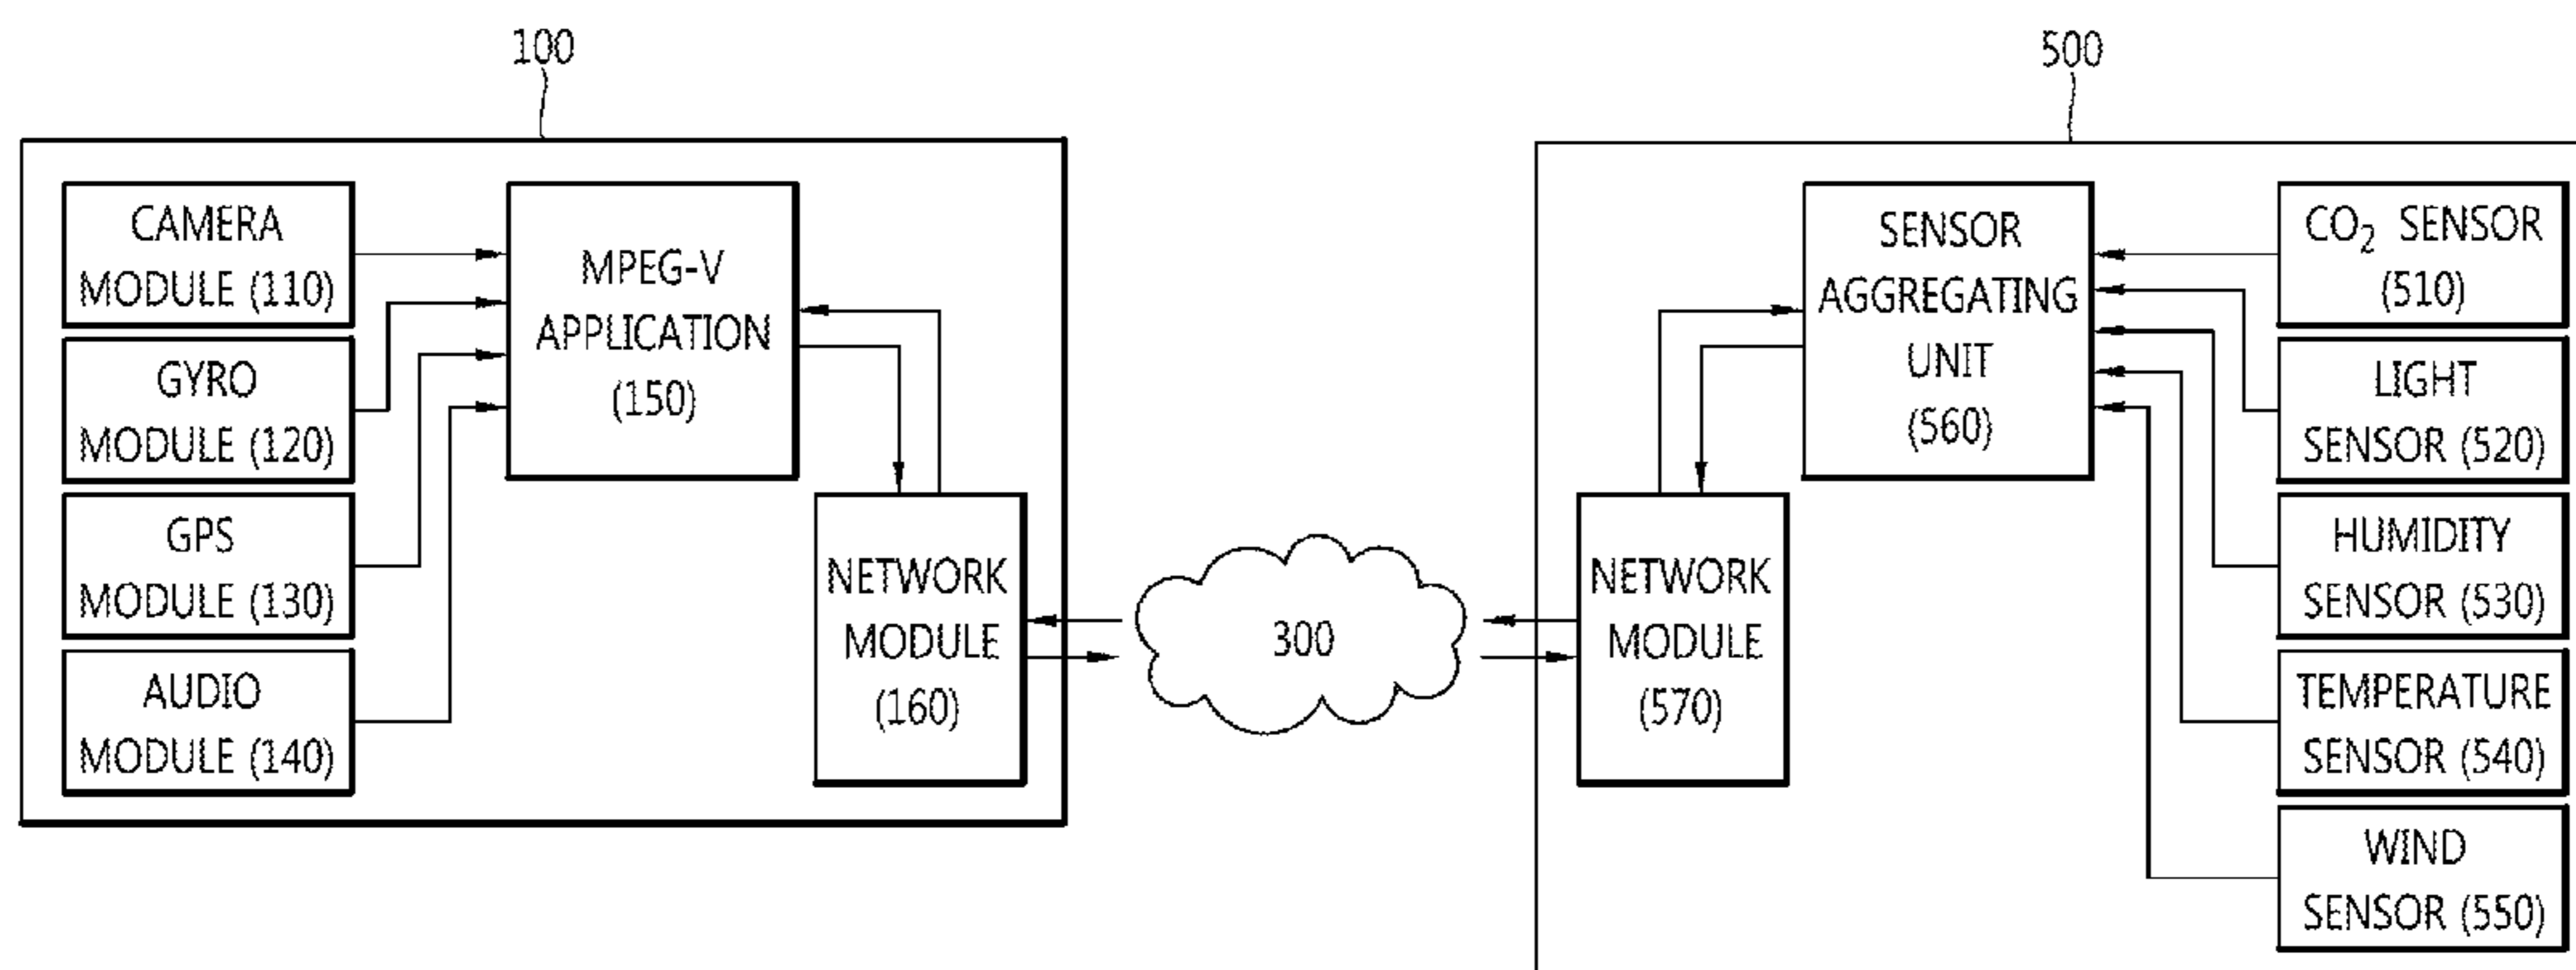 100
500
CAMERA
MODULE (110)
GYRO
MODULE (120)
GPS
MODULE (130)
AUDIO
MODULE (140)
MPEG-V
APPLICATION
(150)
NETWORK
MODULE
(160)
300
NETWORK
MODULE
(570)
SENSOR
AGGREGATING
UNIT
(560)
CO₂ SENSOR
(510)
LIGHT
SENSOR (520)
HUMIDITY
SENSOR (530)
TEMPERATURE
SENSOR (540)
WIND
SENSOR (550)